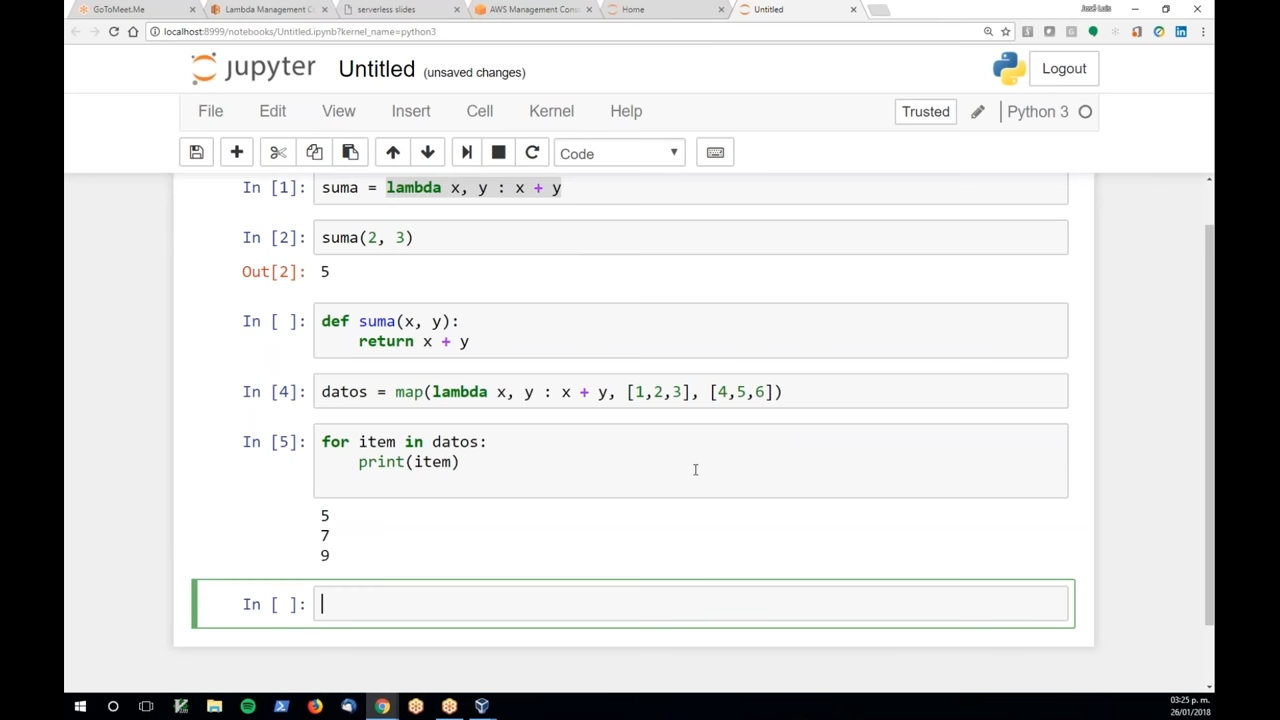 GoToMeet.Me
Lambda Management C
serverless slides
AWS Management Cons
Home
Untitled
José Luis
localhost:8999/notebooks/Untitled.ipynb?kernel_name=python3
jupyter Untitled (unsaved changes)
Logout
File Edit View Insert Cell Kernel Help
Trusted
Python 3
Code
In [1]: suma = lambda x, y : x + y
In [2]: suma(2, 3)
Out[2]: 5
In [ ]: def suma(x, y):
return x + y
In [4]: datos = map(lambda x, y : x + y, [1,2,3], [4,5,6])
In [5]: for item in datos:
print(item)
5
7
9
In [ ]:
03:25 p. m.
26/01/2018